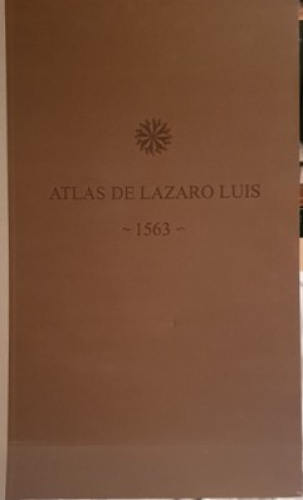 ATLAS DE LAZARO LUIS
~ 1563 ~